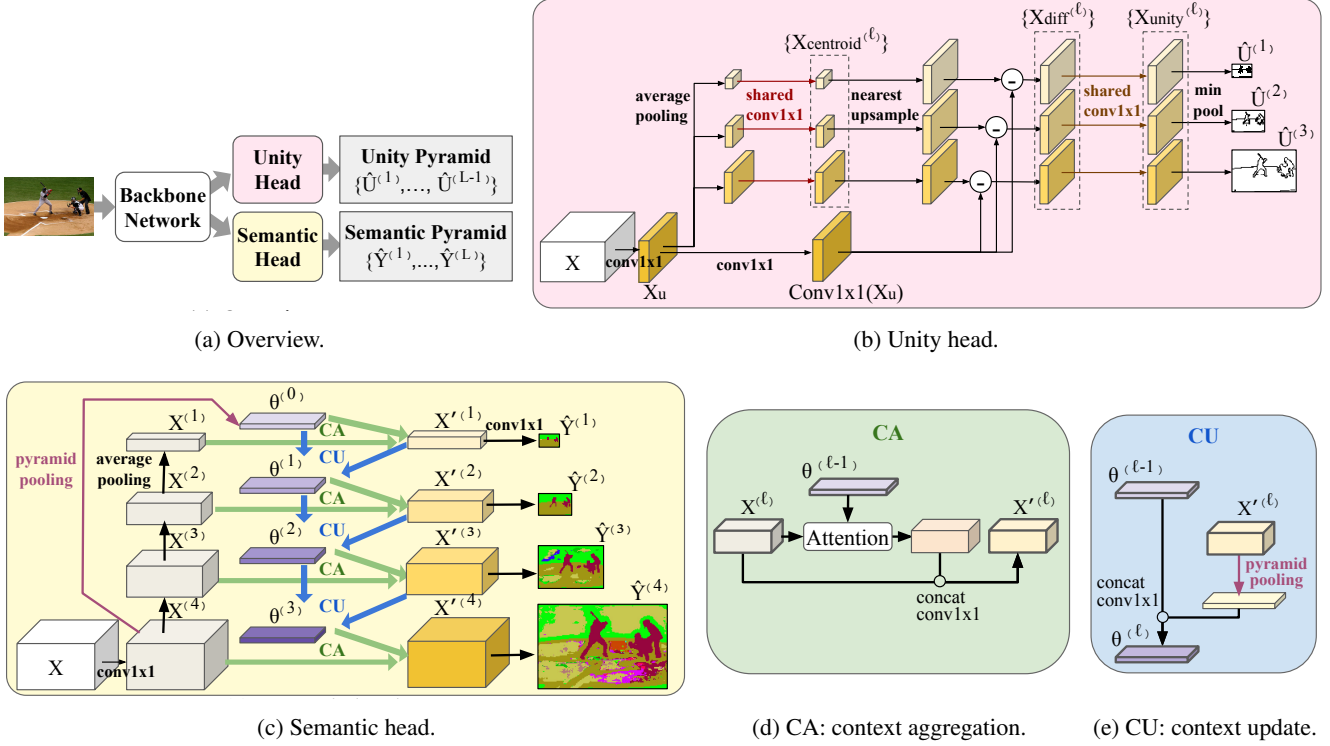 Backbone
Network
Unity
Head
Semantic
Head
Unity Pyramid
{Û⁽¹⁾,..., Û⁽ᴸ⁻¹⁾}
Semantic Pyramid
{Ŷ⁽¹⁾,...,Ŷ⁽ᴸ⁾}
(a) Overview.
{Xcentroid⁽ˡ⁾}
{Xdiff⁽ˡ⁾}
{Xunity⁽ˡ⁾}
Û⁽¹⁾
average
pooling
shared
conv1x1
nearest
upsample
shared
conv1x1
min
pool
Û⁽²⁾
Û⁽³⁾
-
-
-
X
conv1x1
conv1x1
Xu
Conv1x1(Xu)
(b) Unity head.
θ⁽⁰⁾
X⁽¹⁾
X′⁽¹⁾
conv1x1
Ŷ⁽¹⁾
CA
CU
pyramid
pooling
average
pooling
θ⁽¹⁾
X⁽²⁾
X′⁽²⁾
Ŷ⁽²⁾
CA
CU
θ⁽²⁾
X⁽³⁾
X′⁽³⁾
Ŷ⁽³⁾
CA
CU
θ⁽³⁾
X⁽⁴⁾
X′⁽⁴⁾
Ŷ⁽⁴⁾
CA
X
conv1x1
(c) Semantic head.
CA
θ⁽ˡ⁻¹⁾
X⁽ˡ⁾
X′⁽ˡ⁾
Attention
concat
conv1x1
(d) CA: context aggregation.
CU
θ⁽ˡ⁻¹⁾
X′⁽ˡ⁾
pyramid
pooling
concat
conv1x1
θ⁽ˡ⁾
(e) CU: context update.